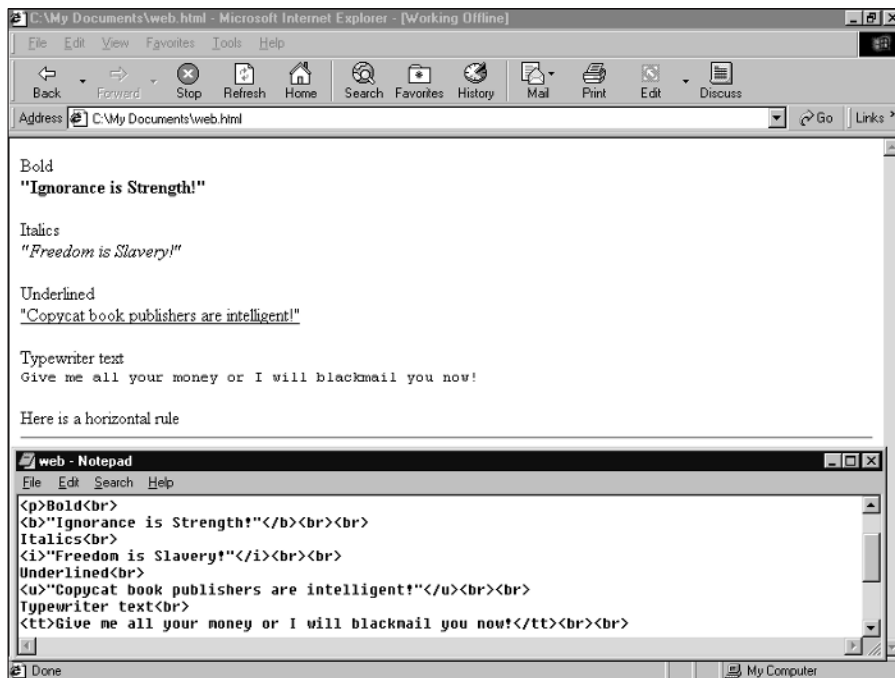 C:\My Documents\web.html - Microsoft Internet Explorer - [Working Offline]
File Edit View Favorites Tools Help
Back Forward Stop Refresh Home Search Favorites History Mail Print Edit Discuss
Address C:\My Documents\web.html Go Links
Bold
"Ignorance is Strength!"
Italics
"Freedom is Slavery!"
Underlined
"Copycat book publishers are intelligent!"
Typewriter text
Give me all your money or I will blackmail you now!
Here is a horizontal rule
web - Notepad
File Edit Search Help
<p>Bold<br>
<b>"Ignorance is Strength!"</b><br><br>
Italics<br>
<i>"Freedom is Slavery!"</i><br><br>
Underlined<br>
<u>"Copycat book publishers are intelligent!"</u><br><br>
Typewriter text<br>
<tt>Give me all your money or I will blackmail you now!</tt><br><br>
Done My Computer